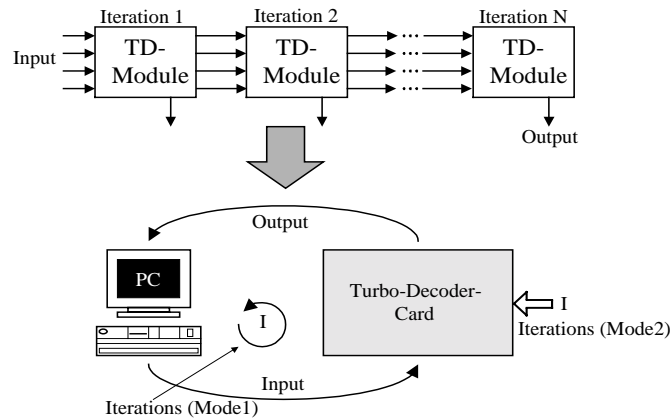 Iteration 1
Iteration 2
Iteration N
Input
TD-
Module
TD-
Module
...
...
TD-
Module
...
...
Output
Output
PC
I
Turbo-Decoder-
Card
I
Iterations (Mode2)
Input
Iterations (Mode1)